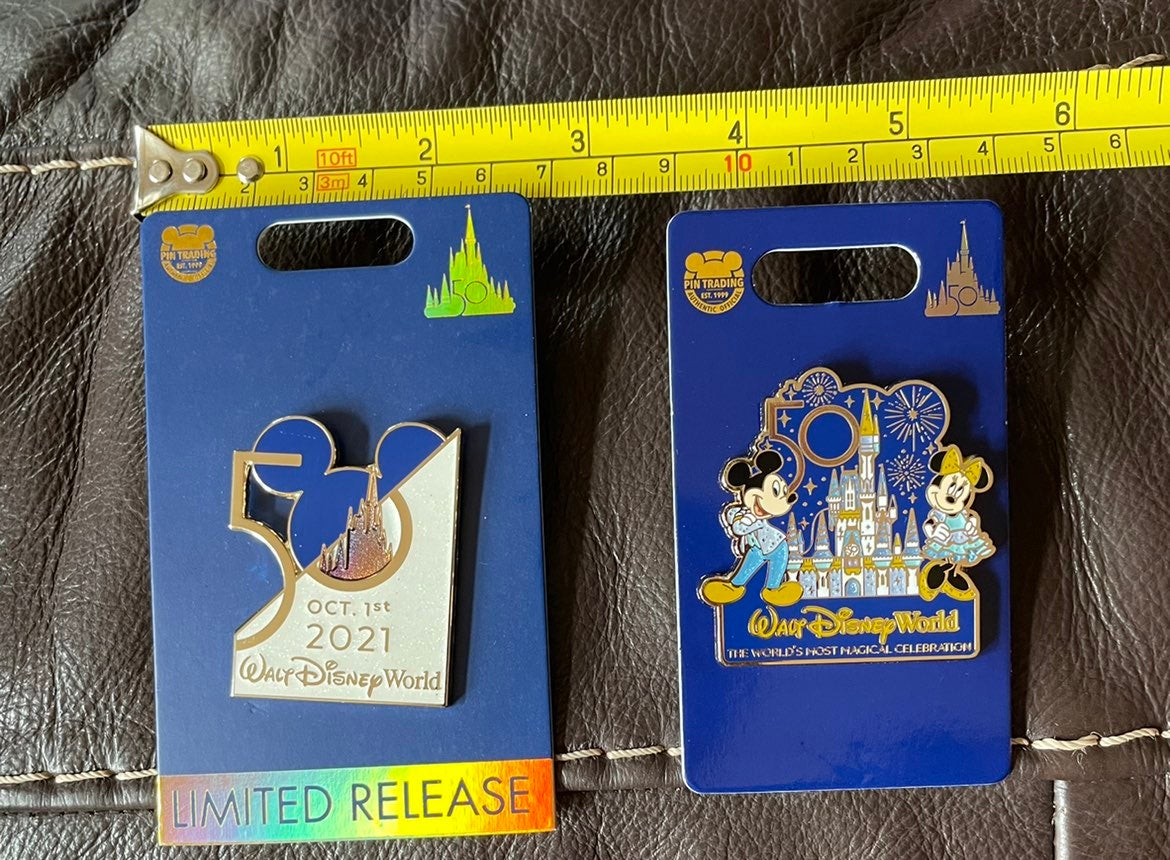 1 2 3 4 5 6
10ft
3m
2 3 4 5 6 7 8 9 10 1 2 3 4 5 6
PIN TRADING
EST. 1999
50
50
OCT. 1st
2021
Walt Disney World
LIMITED RELEASE
PIN TRADING
EST. 1999
AUTHENTIC OFFICIAL
50
50
Walt Disney World
THE WORLD'S MOST MAGICAL CELEBRATION